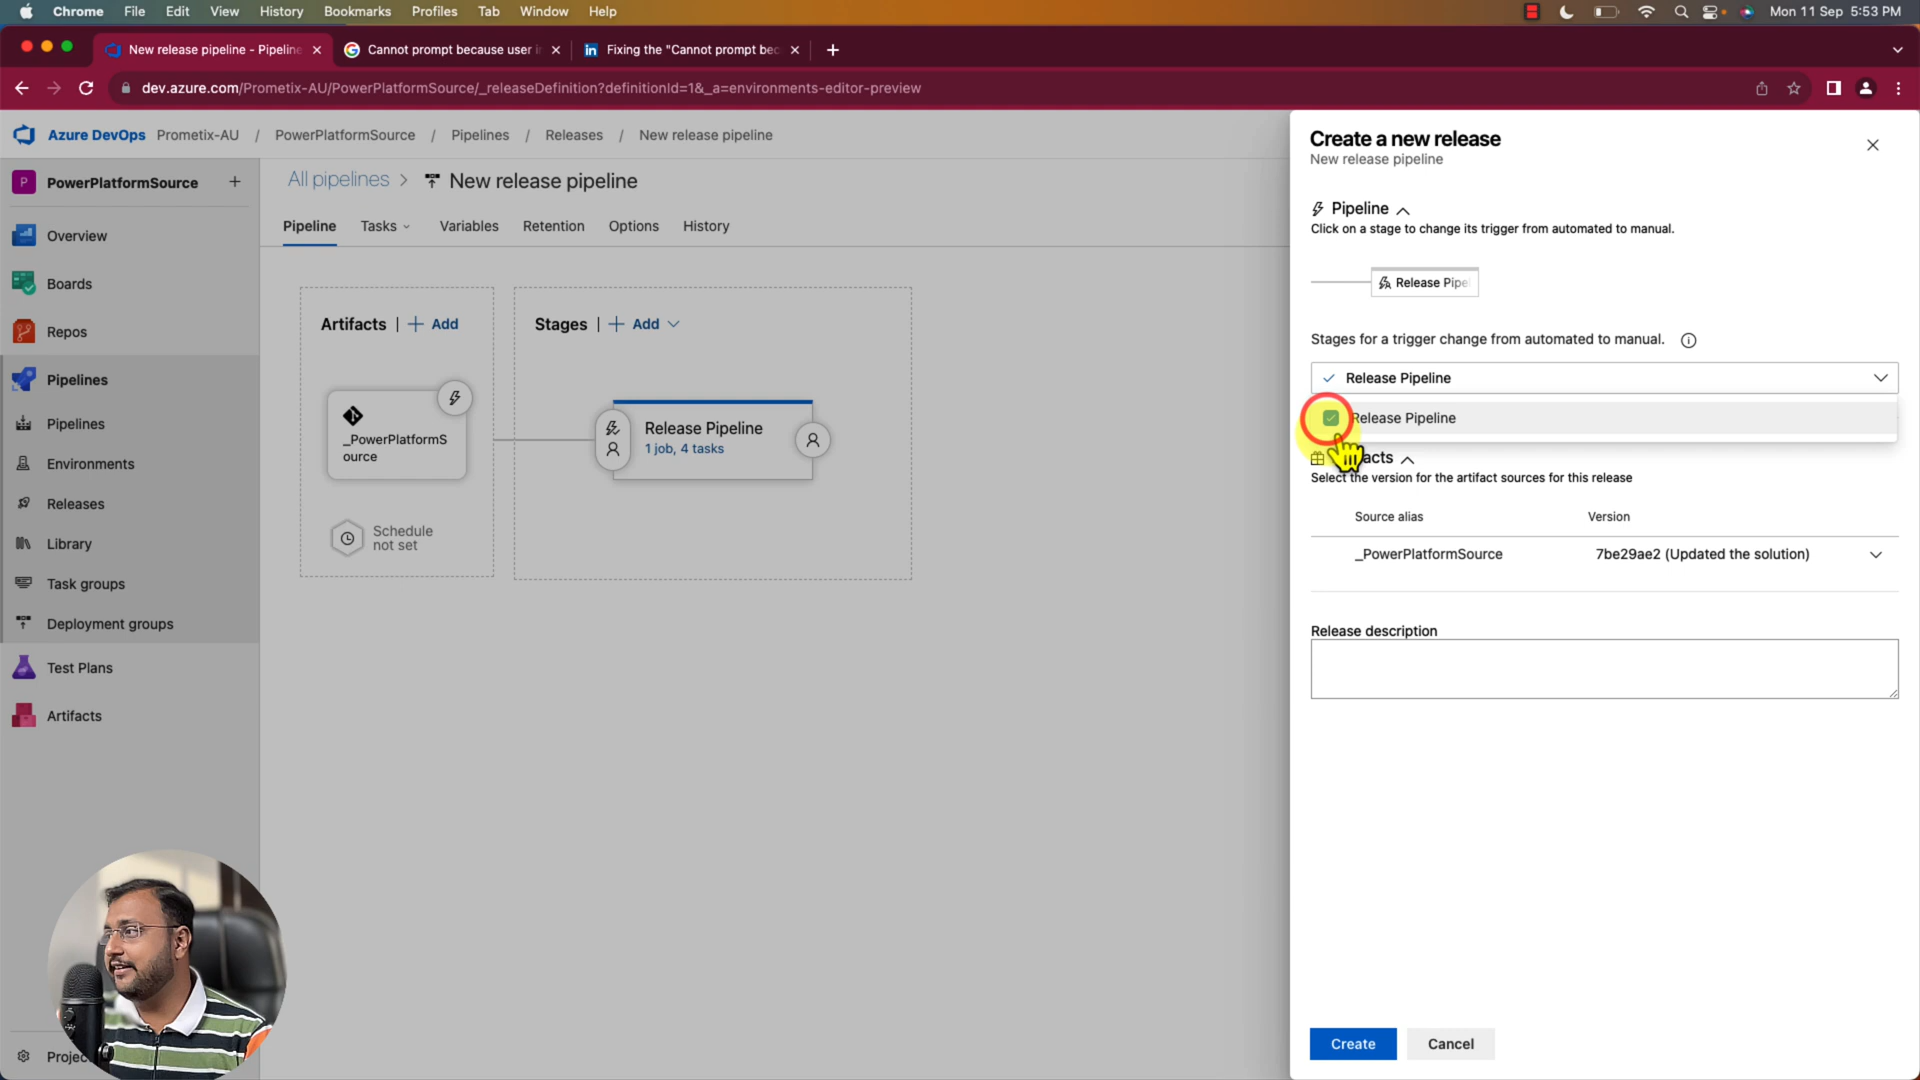 Chrome File Edit View History Bookmarks Profiles Tab Window Help Mon 11 Sep 5:53 PM
New release pipeline - Pipeline Cannot prompt because user i Fixing the "Cannot prompt bec
dev.azure.com/Prometix-AU/PowerPlatformSource/_releaseDefinition?definitionId=1&_a=environments-editor-preview
Azure DevOps Prometix-AU / PowerPlatformSource / Pipelines / Releases / New release pipeline
P PowerPlatformSource +
Overview
Boards
Repos
Pipelines
Pipelines
Environments
Releases
Library
Task groups
Deployment groups
Test Plans
Artifacts
Projec
All pipelines > New release pipeline
Pipeline Tasks Variables Retention Options History
Artifacts | + Add
Stages | + Add
_PowerPlatformS
ource
Schedule
not set
Release Pipeline
1 job, 4 tasks
Create a new release
New release pipeline
Pipeline
Click on a stage to change its trigger from automated to manual.
Release Pipe
Stages for a trigger change from automated to manual.
Release Pipeline
Release Pipeline
acts
Select the version for the artifact sources for this release
Source alias Version
_PowerPlatformSource 7be29ae2 (Updated the solution)
Release description
Create Cancel